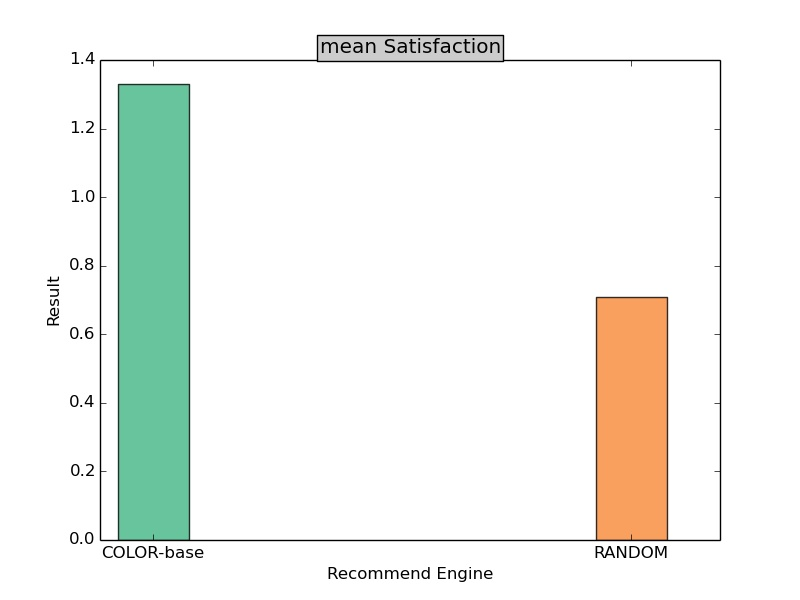 mean Satisfaction
1.4
1.2
1.0
0.8
0.6
0.4
0.2
0.0
Result
COLOR-base RANDOM
Recommend Engine